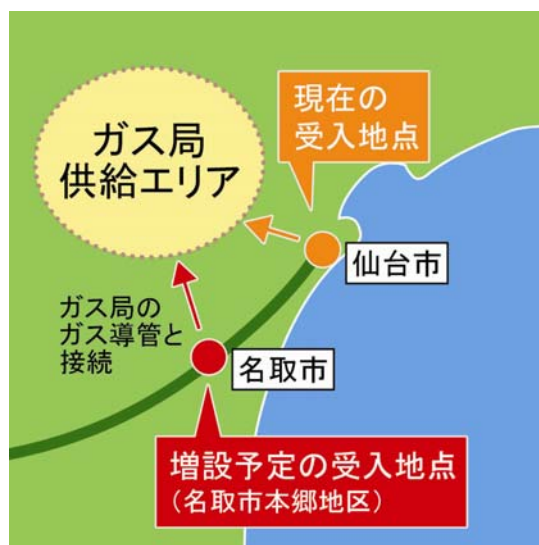 現在の
受入地点
ガス局
供給エリア
仙台市
ガス局の
ガス導管と
接続
名取市
増設予定の受入地点
（名取市本郷地区）